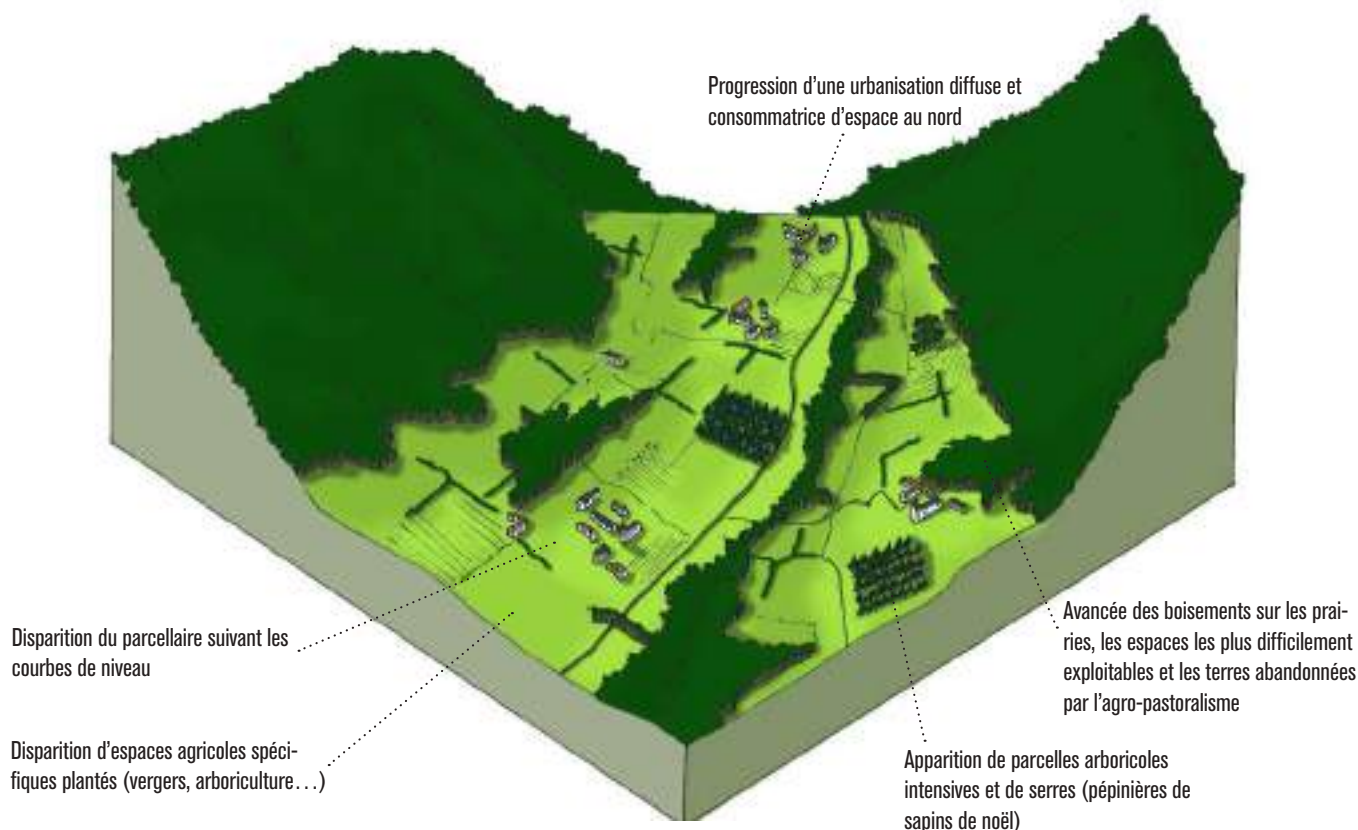 Progression d’une urbanisation diffuse et
consommatrice d’espace au nord
Disparition du parcellaire suivant les
courbes de niveau
Disparition d’espaces agricoles spéci-
fiques plantés (vergers, arboriculture…)
Avancée des boisements sur les prai-
ries, les espaces les plus difficilement
exploitables et les terres abandonnées
par l’agro-pastoralisme
Apparition de parcelles arboricoles
intensives et de serres (pépinières de
sapins de noël)